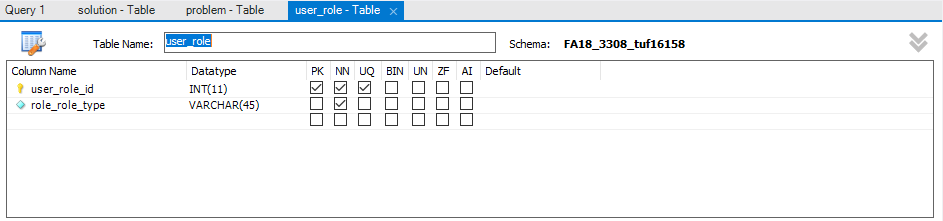 Query 1 solution - Table problem - Table user_role - Table ×
Table Name: user_role Schema: FA18_3308_tuf16158
Column Name Datatype PK NN UQ BIN UN ZF AI Default
user_role_id INT(11)
role_role_type VARCHAR(45)